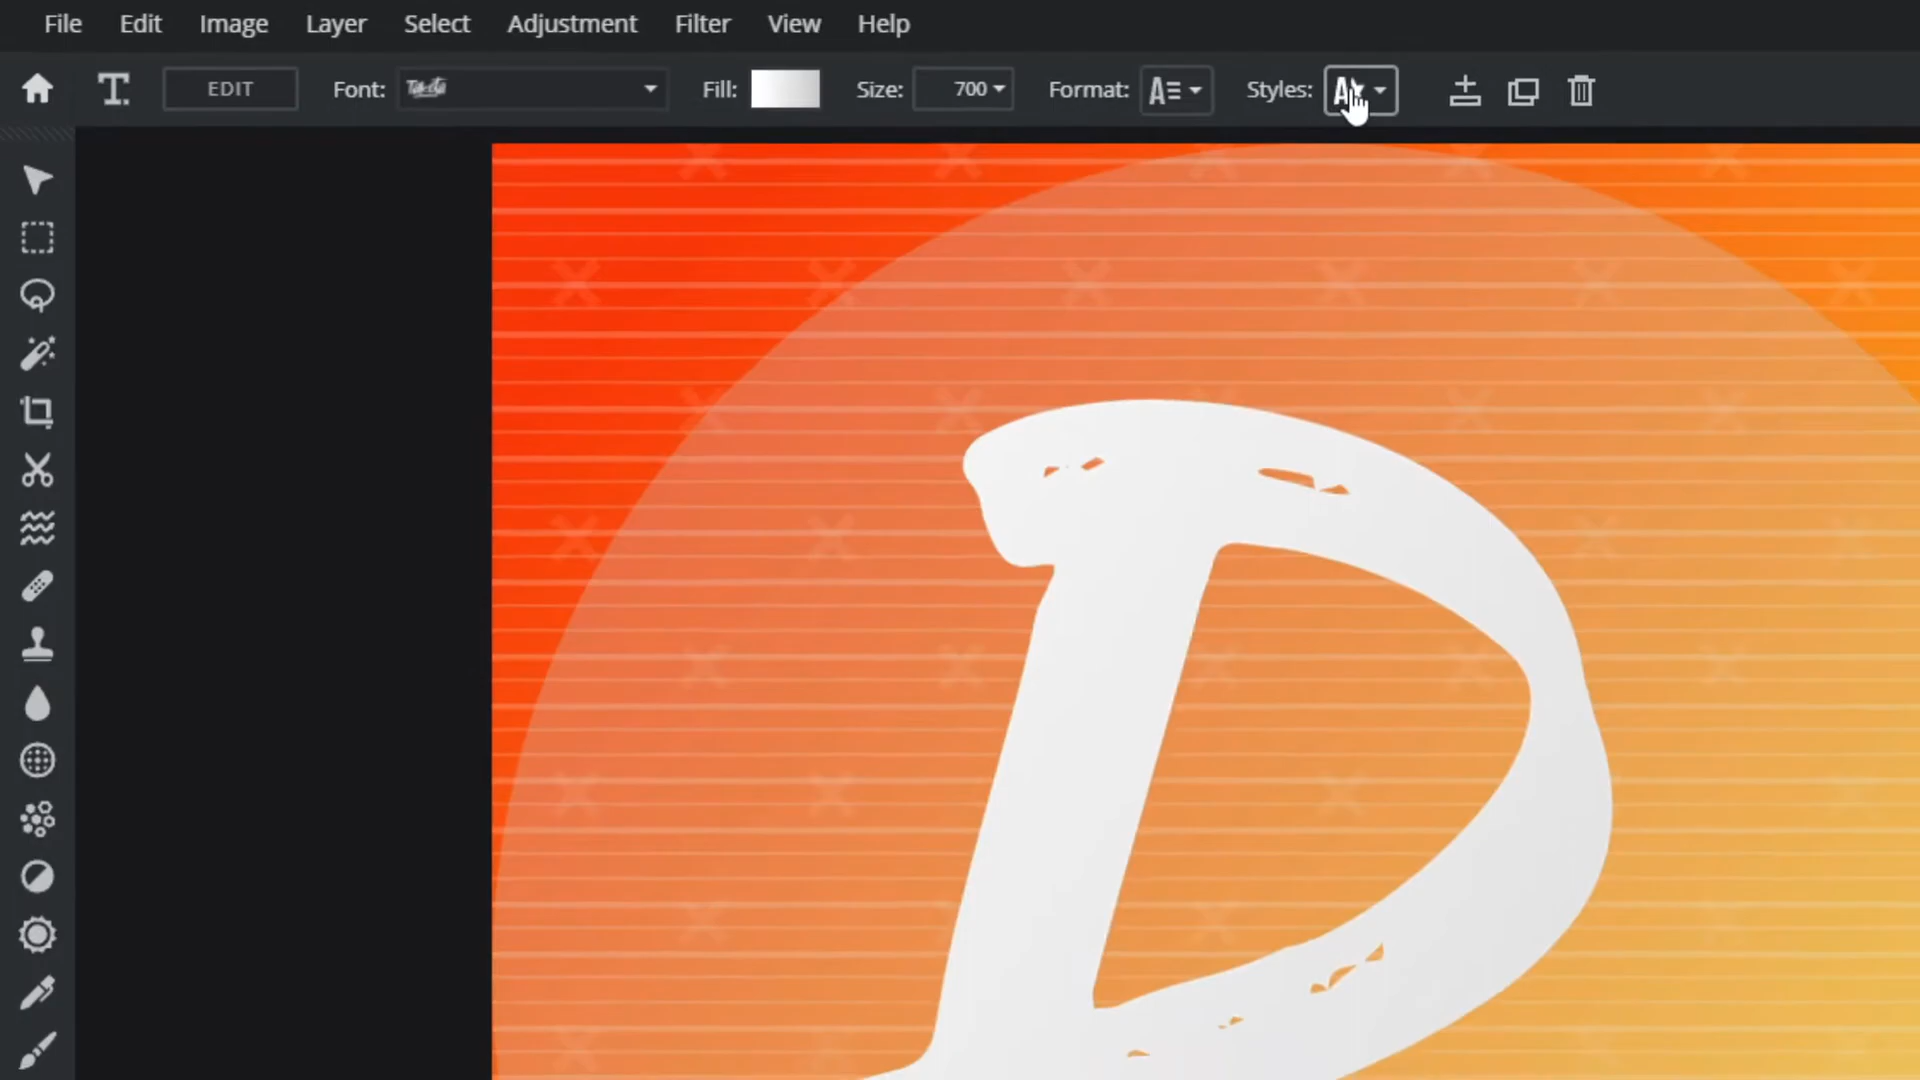 File Edit Image Layer Select Adjustment Filter View Help
T. EDIT Font: Fill: Size: 700 Format: A Styles: A
D